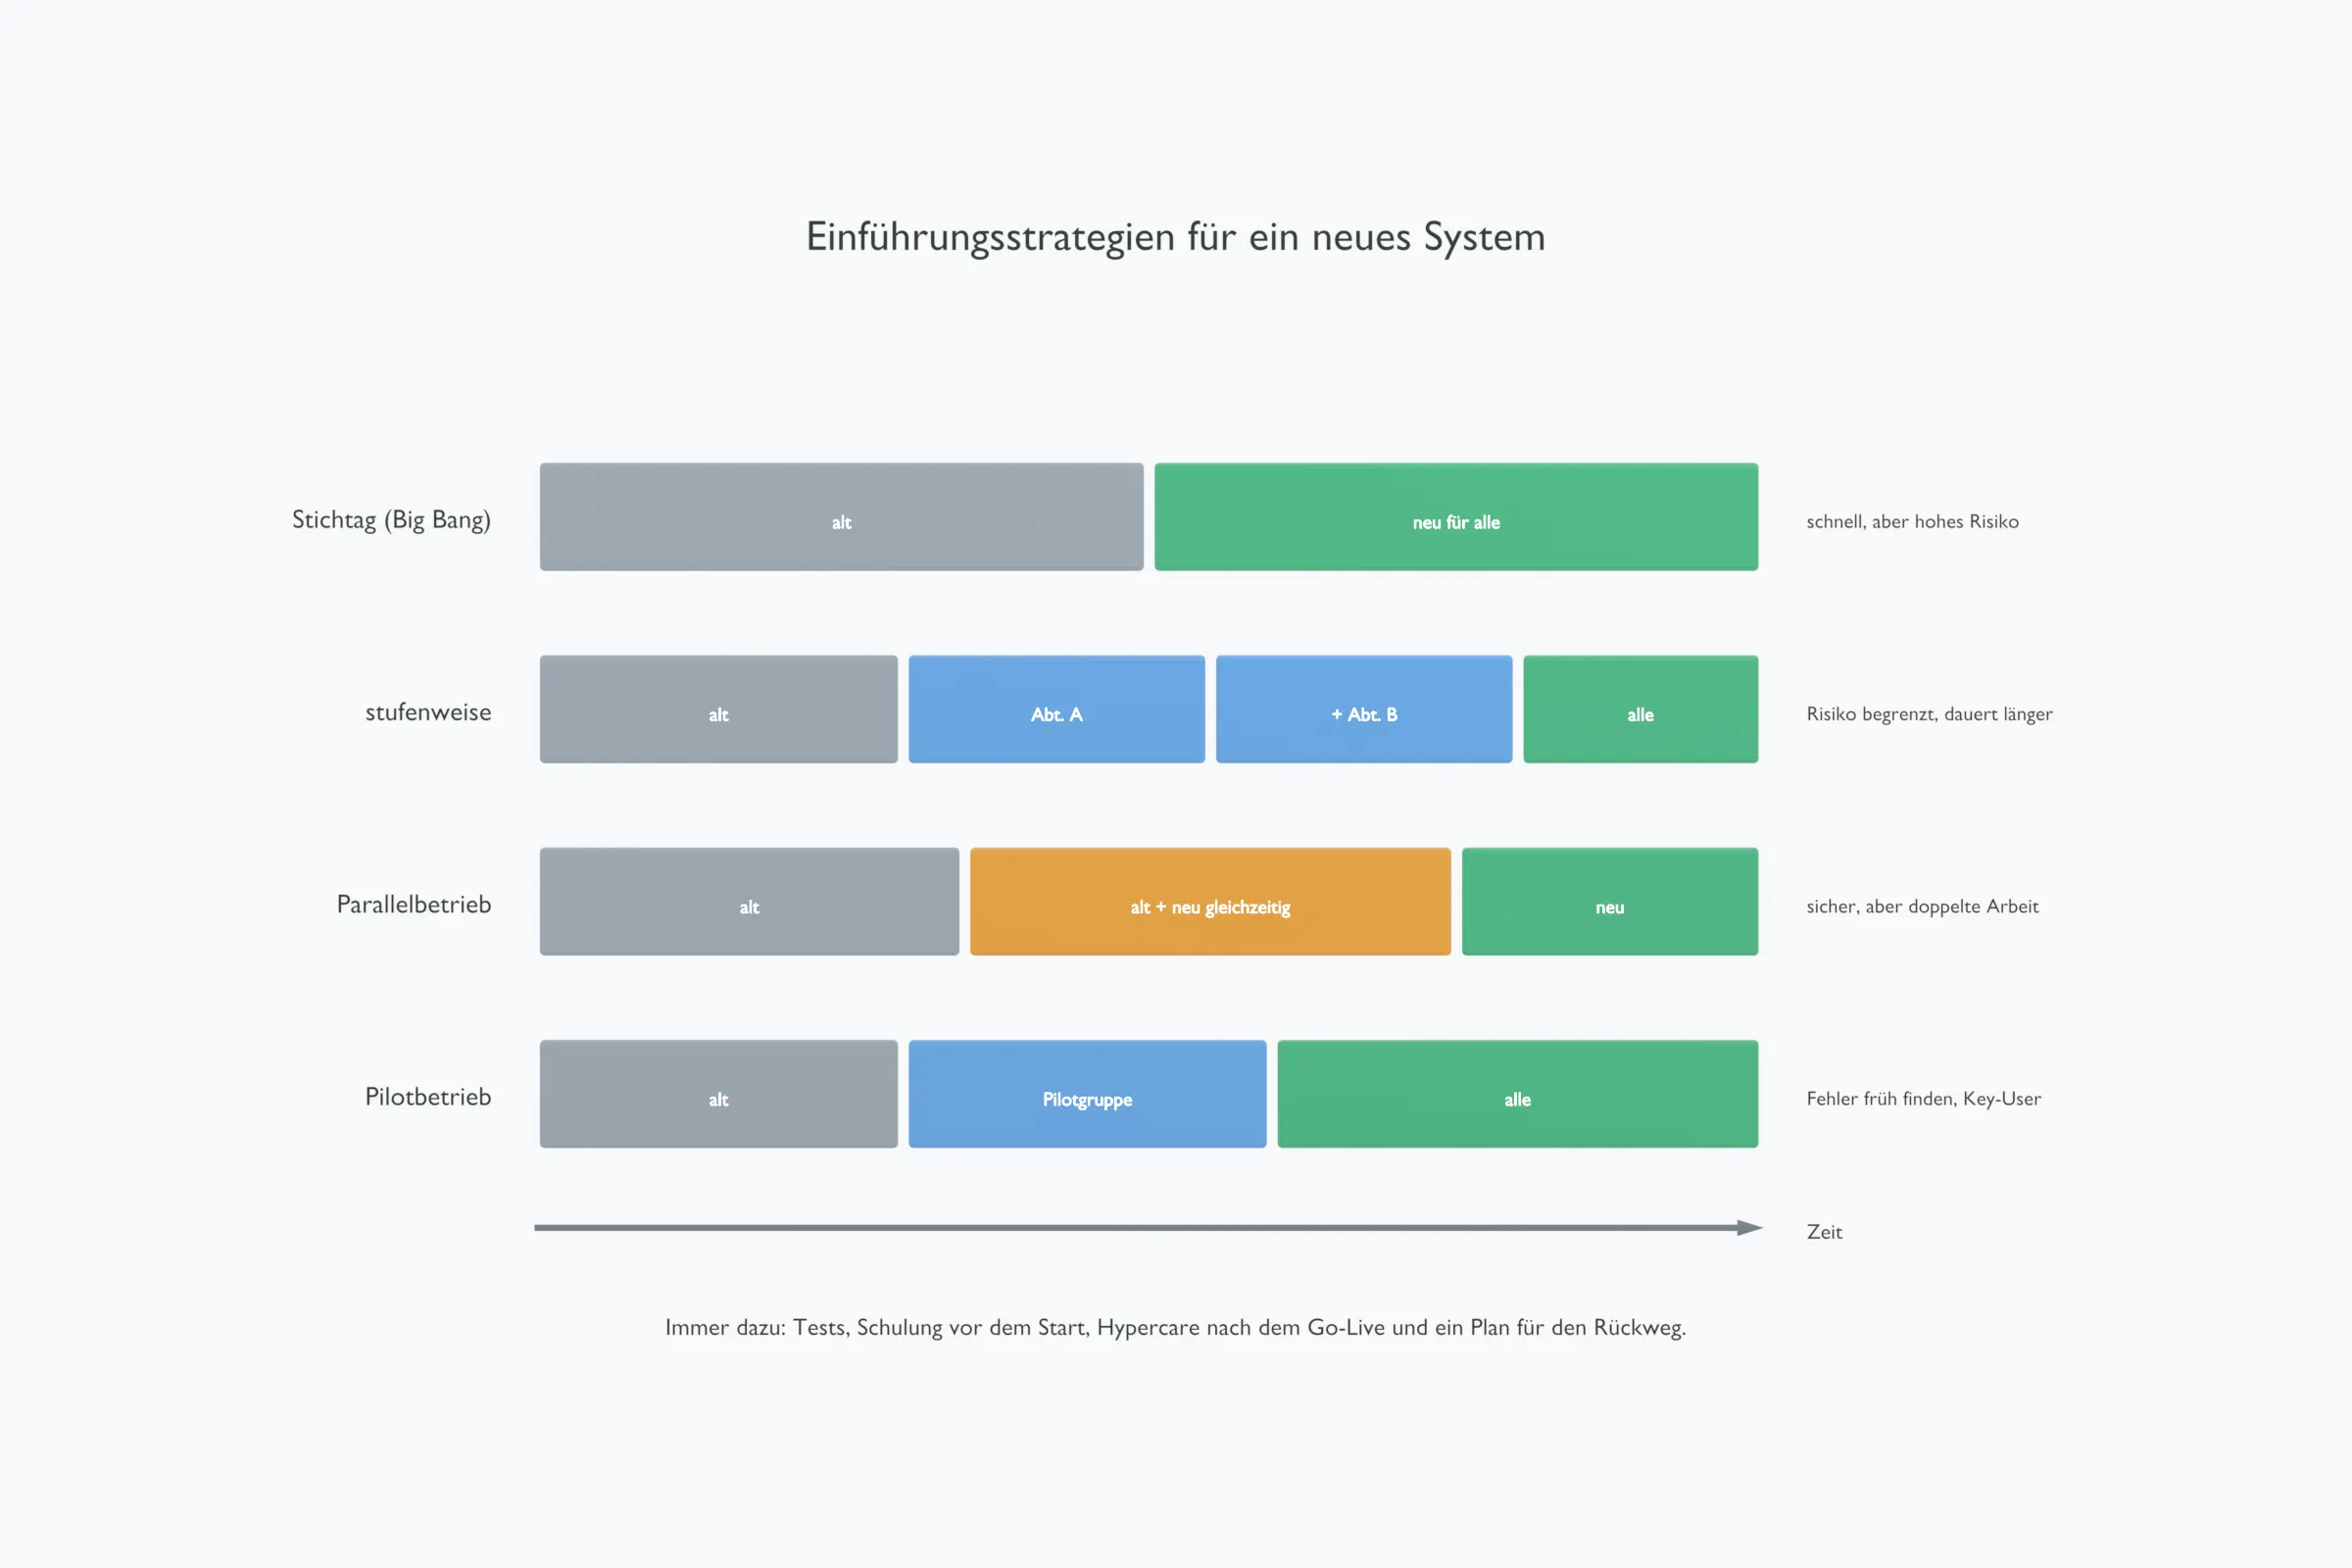 Einführungsstrategien für ein neues System
Stichtag (Big Bang) alt neu für alle schnell, aber hohes Risiko
stufenweise alt Abt. A + Abt. B alle Risiko begrenzt, dauert länger
Parallelbetrieb alt alt + neu gleichzeitig neu sicher, aber doppelte Arbeit
Pilotbetrieb alt Pilotgruppe alle Fehler früh finden, Key-User
Zeit
Immer dazu: Tests, Schulung vor dem Start, Hypercare nach dem Go-Live und ein Plan für den Rückweg.